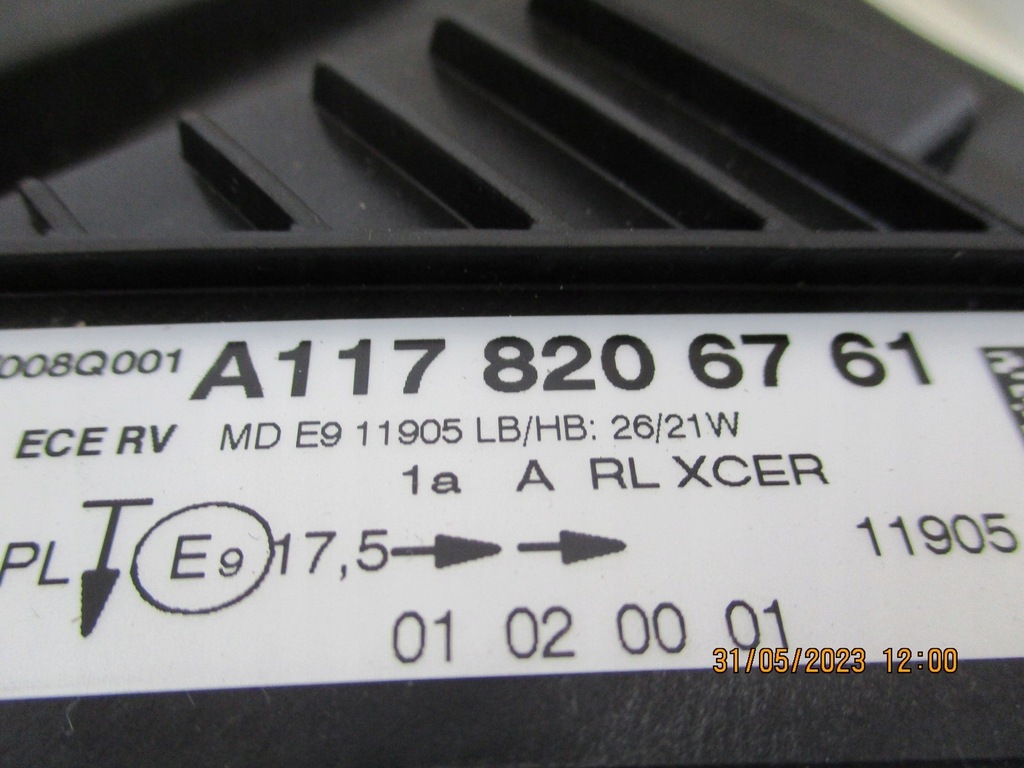 008Q001 A117 820 67 61
ECE RV MD E9 11905 LB/HB: 26/21W
1a A RL XCER
PL E9 17,5 11905
01 02 00 01
31/05/2023 12:00